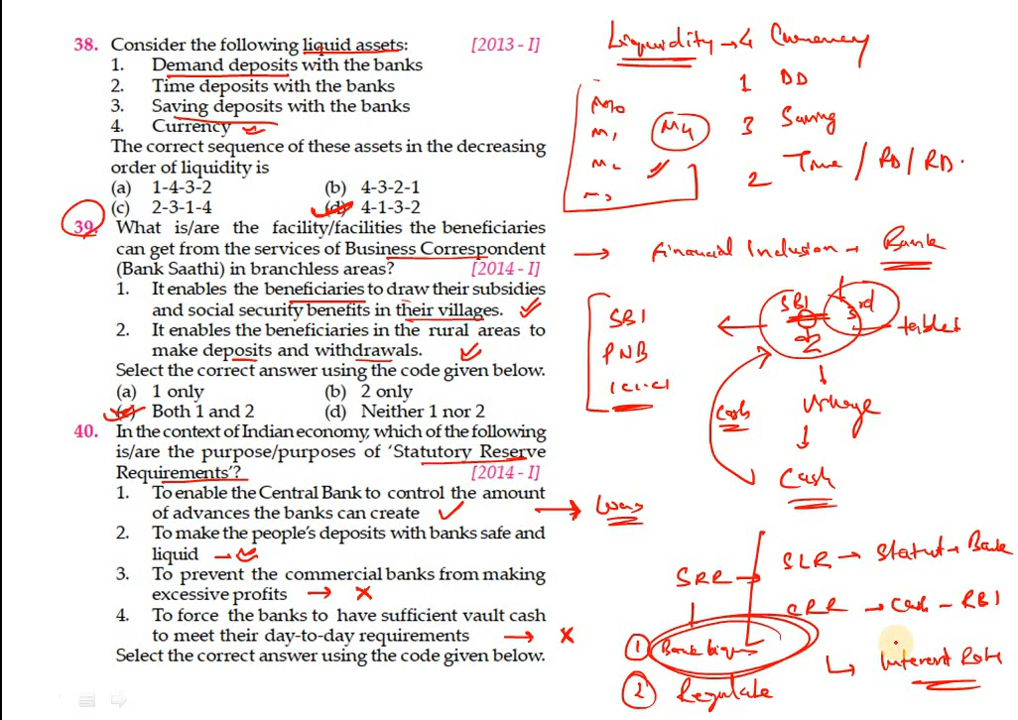 38. Consider the following liquid assets: [2013 - I]
1. Demand deposits with the banks
2. Time deposits with the banks
3. Saving deposits with the banks
4. Currency
The correct sequence of these assets in the decreasing
order of liquidity is
(a) 1-4-3-2 (b) 4-3-2-1
(c) 2-3-1-4 (d) 4-1-3-2
39. What is/are the facility/facilities the beneficiaries
can get from the services of Business Correspondent
(Bank Saathi) in branchless areas? [2014 - I]
1. It enables the beneficiaries to draw their subsidies
and social security benefits in their villages.
2. It enables the beneficiaries in the rural areas to
make deposits and withdrawals.
Select the correct answer using the code given below.
(a) 1 only (b) 2 only
(c) Both 1 and 2 (d) Neither 1 nor 2
40. In the context of Indian economy, which of the following
is/are the purpose/purposes of 'Statutory Reserve
Requirements'? [2014 - I]
1. To enable the Central Bank to control the amount
of advances the banks can create
2. To make the people's deposits with banks safe and
liquid
3. To prevent the commercial banks from making
excessive profits
4. To force the banks to have sufficient vault cash
to meet their day-to-day requirements
Select the correct answer using the code given below.
Liquidity → 4 Currency
1 DD
M1 M4 3 Saving
2 Time / RD/ RD.
→ Financial Inclusion → Bank
SBI
PNB
ICICI
SBI 3rd
Cash
Cash
→ Loans
SRR → SLR → Statut → Bank
CRR → Cash - RBI
↳ Interest Rate
1
2 Regulate